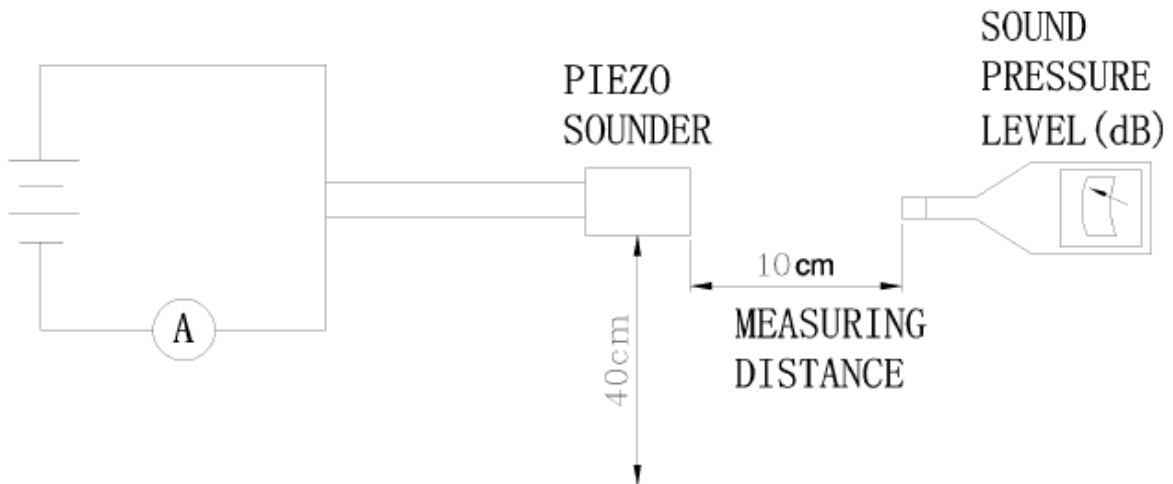 PIEZO
SOUNDER
SOUND
PRESSURE
LEVEL(dB)
A
10cm
MEASURING
DISTANCE
40cm